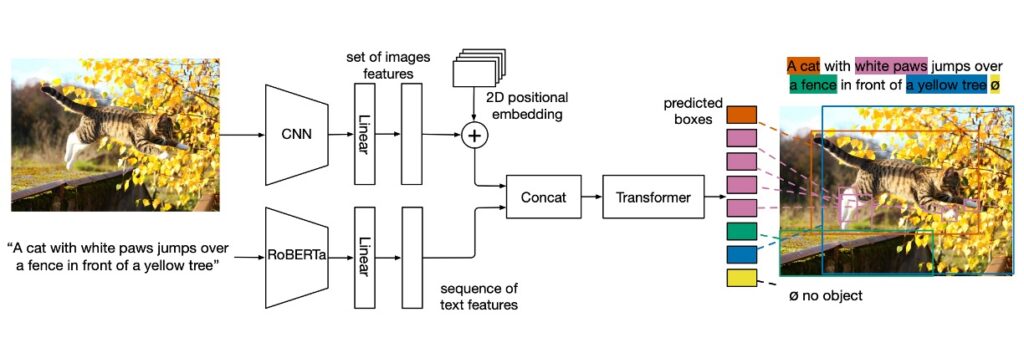 set of images
features
2D positional
embedding
CNN
Linear
+
"A cat with white paws jumps over
a fence in front of a yellow tree"
RoBERTa
Linear
sequence of
text features
Concat
Transformer
predicted
boxes
A cat with white paws jumps over
a fence in front of a yellow tree ø
ø no object